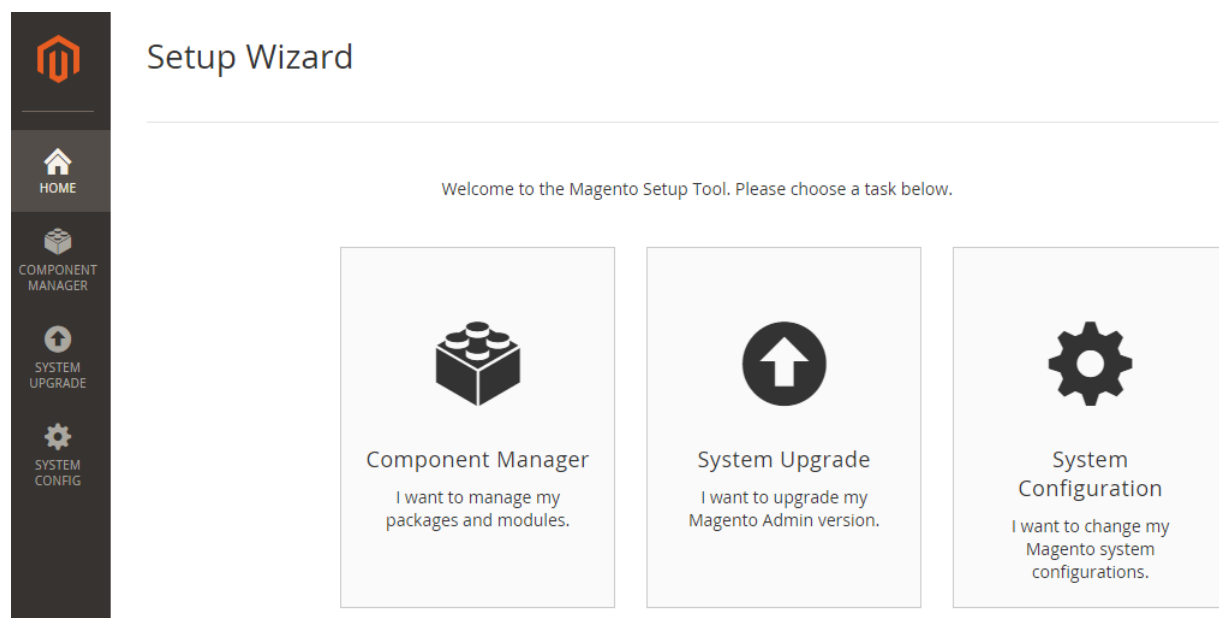 Setup Wizard
HOME
COMPONENT
MANAGER
SYSTEM
UPGRADE
SYSTEM
CONFIG
Welcome to the Magento Setup Tool. Please choose a task below.
Component Manager
I want to manage my
packages and modules.
System Upgrade
I want to upgrade my
Magento Admin version.
System
Configuration
I want to change my
Magento system
configurations.